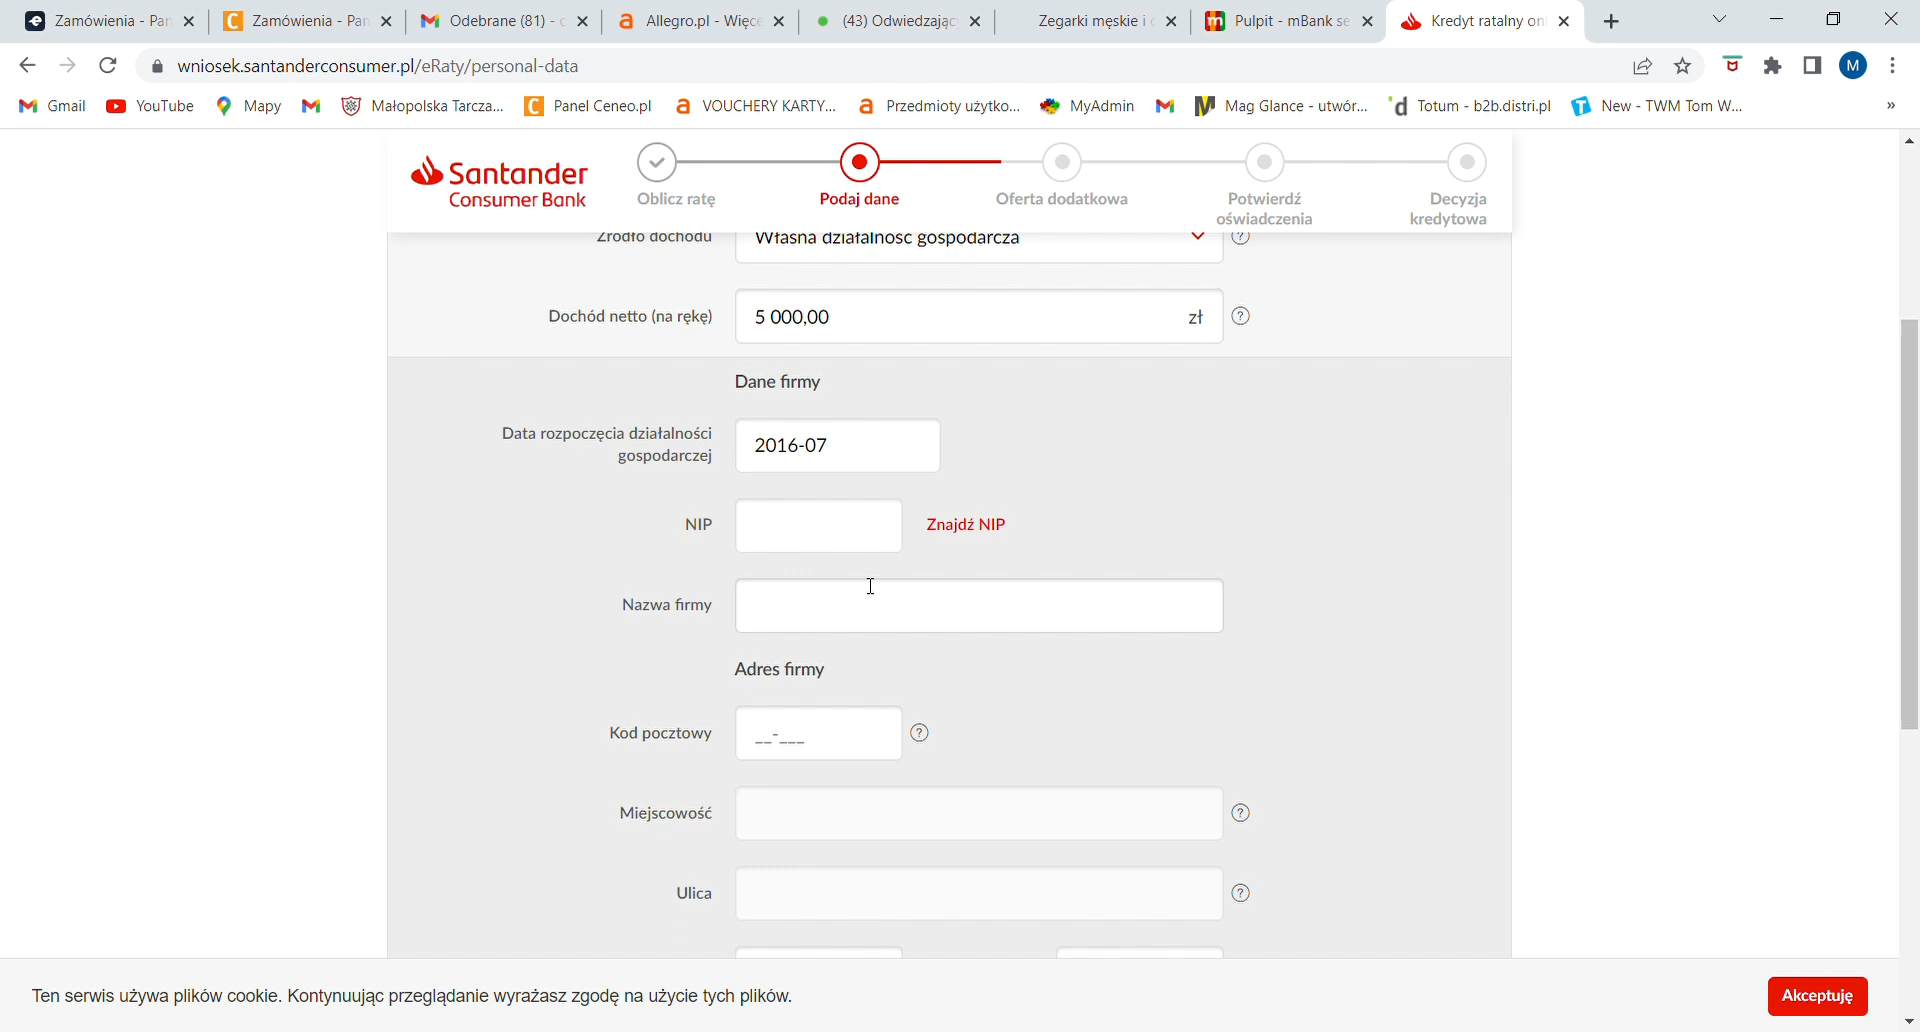 Zamówienia - Pan
Zamówienia - Pan
Odebrane (81) - c
Allegro.pl - Więce
(43) Odwiedzając
Zegarki męskie i c
Pulpit - mBank se
Kredyt ratalny onl
wniosek.santanderconsumer.pl/eRaty/personal-data
M
Gmail
YouTube
Mapy
Małopolska Tarcza...
Panel Ceneo.pl
VOUCHERY KARTY...
Przedmioty użytko...
MyAdmin
Mag Glance - utwór...
Totum - b2b.distri.pl
New - TWM Tom W...
»
Santander
Consumer Bank
Oblicz ratę
Podaj dane
Oferta dodatkowa
Potwierdź
oświadczenia
Decyzja
kredytowa
Źródło dochodu
Własna działalność gospodarcza
?
Dochód netto (na rękę)
5 000,00
zł
?
Dane firmy
Data rozpoczęcia działalności
gospodarczej
2016-07
NIP
Znajdź NIP
Nazwa firmy
Adres firmy
Kod pocztowy
__-___
?
Miejscowość
?
Ulica
?
Ten serwis używa plików cookie. Kontynuując przeglądanie wyrażasz zgodę na użycie tych plików.
Akceptuję